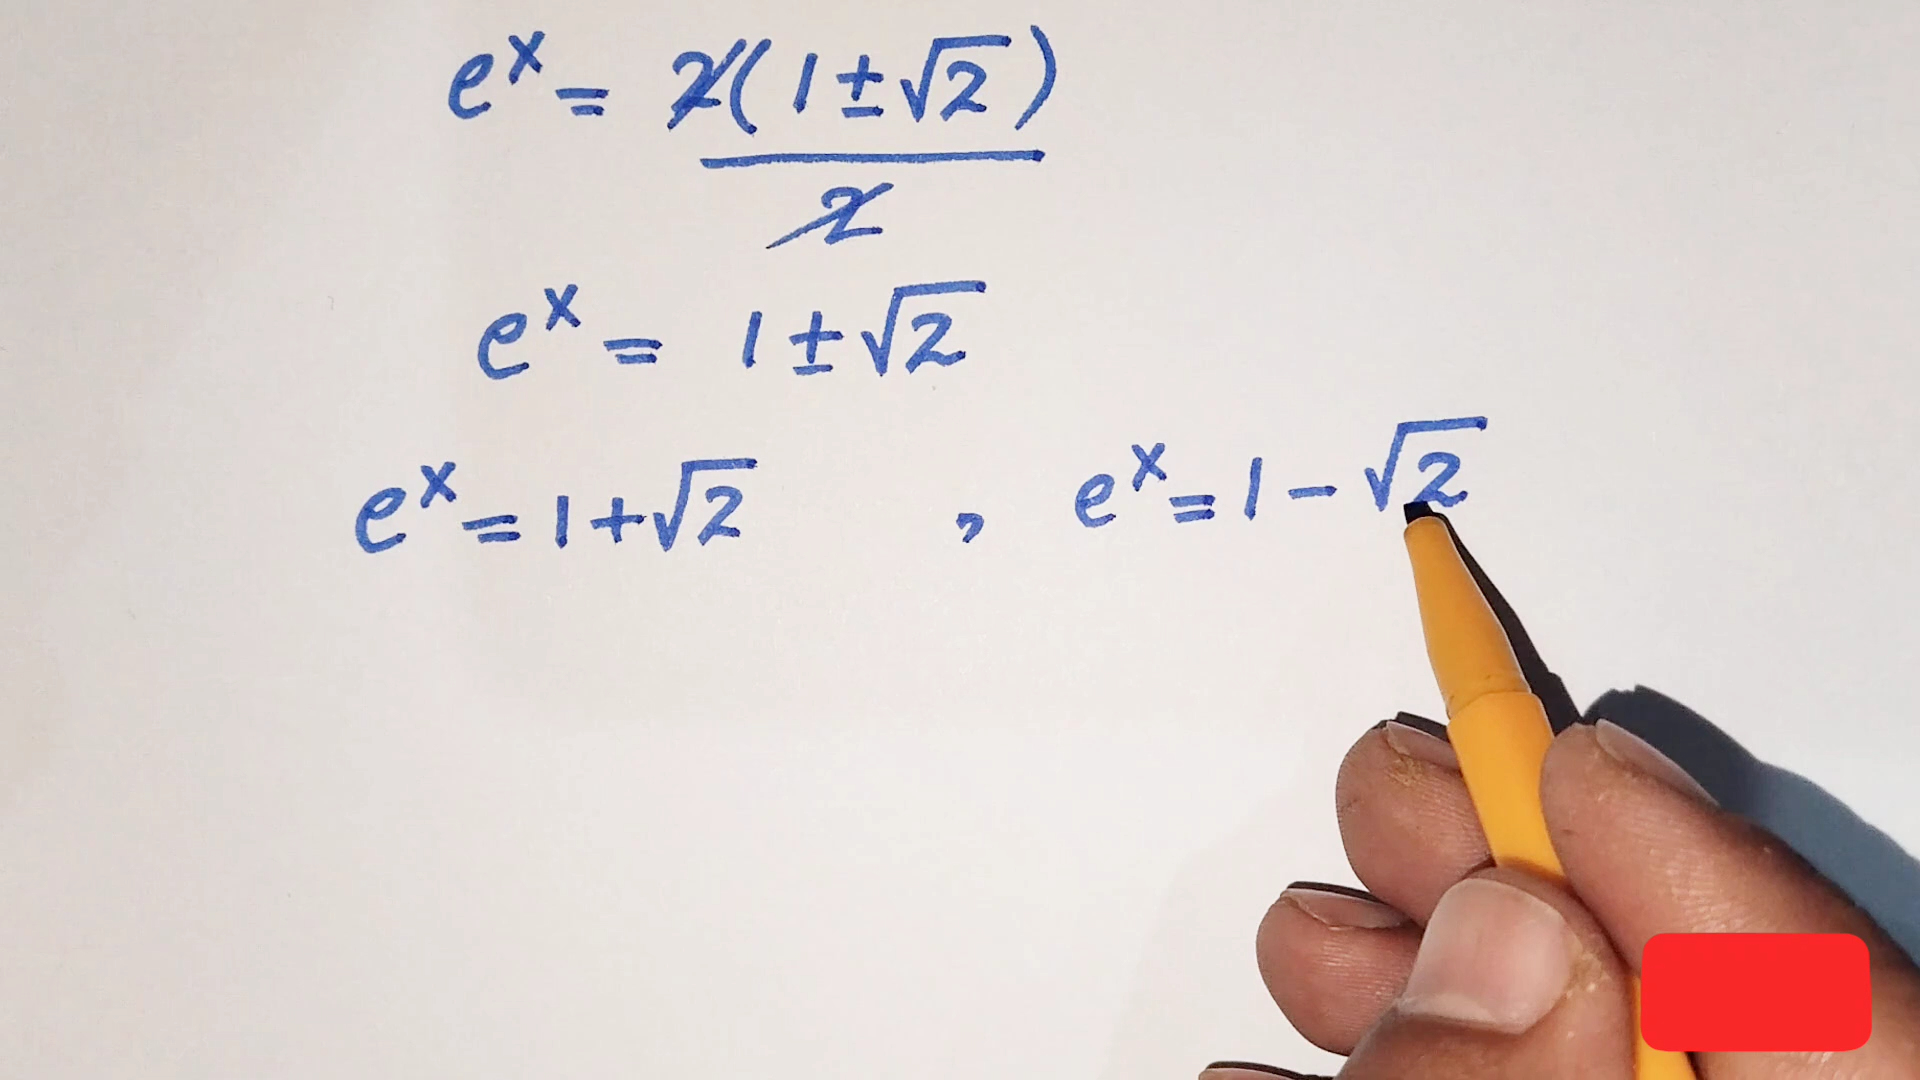 e^x = 2(1±√2)
2
e^x = 1±√2
e^x = 1+√2 , e^x = 1-√2